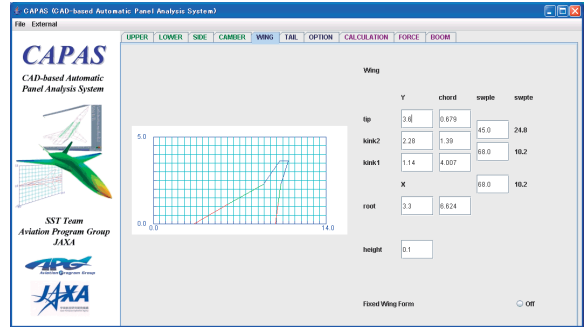 CAPAS (CAD-based Automatic Panel Analysis System)
File External
UPPER LOWER SIDE CAMBER WING TAIL OPTION CALCULATION FORCE BOOM
CAPAS
CAD-based Automatic
Panel Analysis System
SST Team
Aviation Program Group
JAXA
APG
Aviation Program Group
JAXA
5.0
0.0
0.0
14.0
Wing
Y chord swple swpte
tip 3.6 0.679
45.0 24.8
kink2 2.28 1.39
68.0 10.2
kink1 1.14 4.007
X 68.0 10.2
root 3.3 6.624
height 0.1
Fixed Wing Form Off